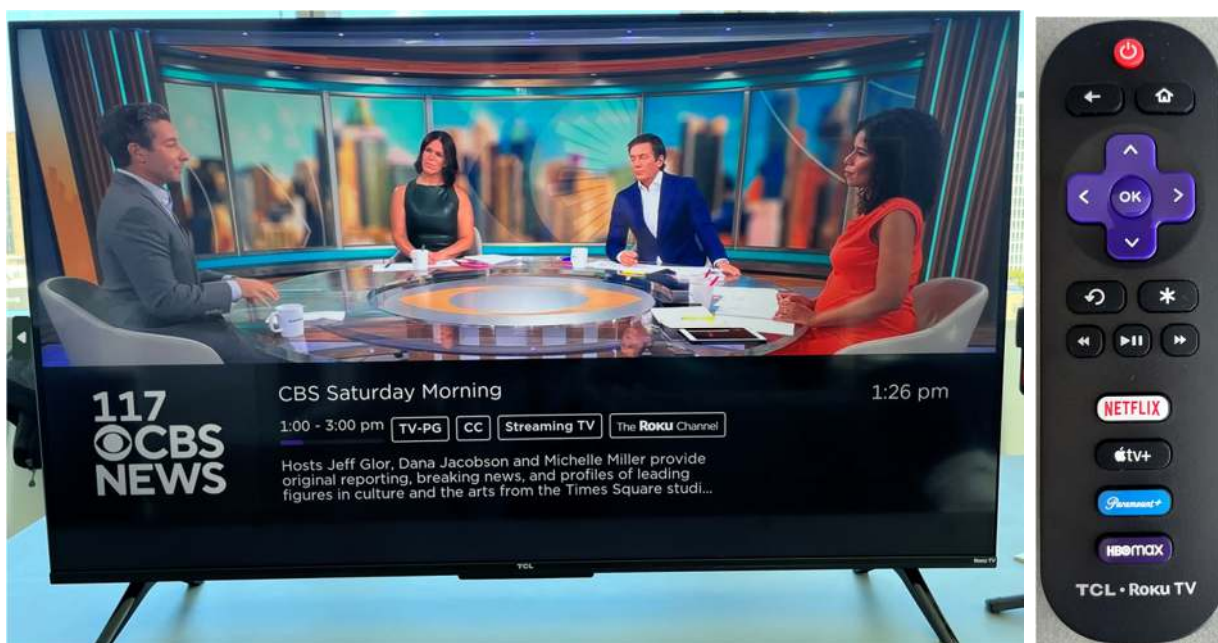 117
CBS
NEWS
CBS Saturday Morning
1:26 pm
1:00 - 3:00 pm TV-PG CC Streaming TV The Roku Channel
Hosts Jeff Glor, Dana Jacobson and Michelle Miller provide
original reporting, breaking news, and profiles of leading
figures in culture and the arts from the Times Square studi...
TCL
Roku TV
OK
NETFLIX
tv+
Paramount+
HBOmax
TCL • Roku TV